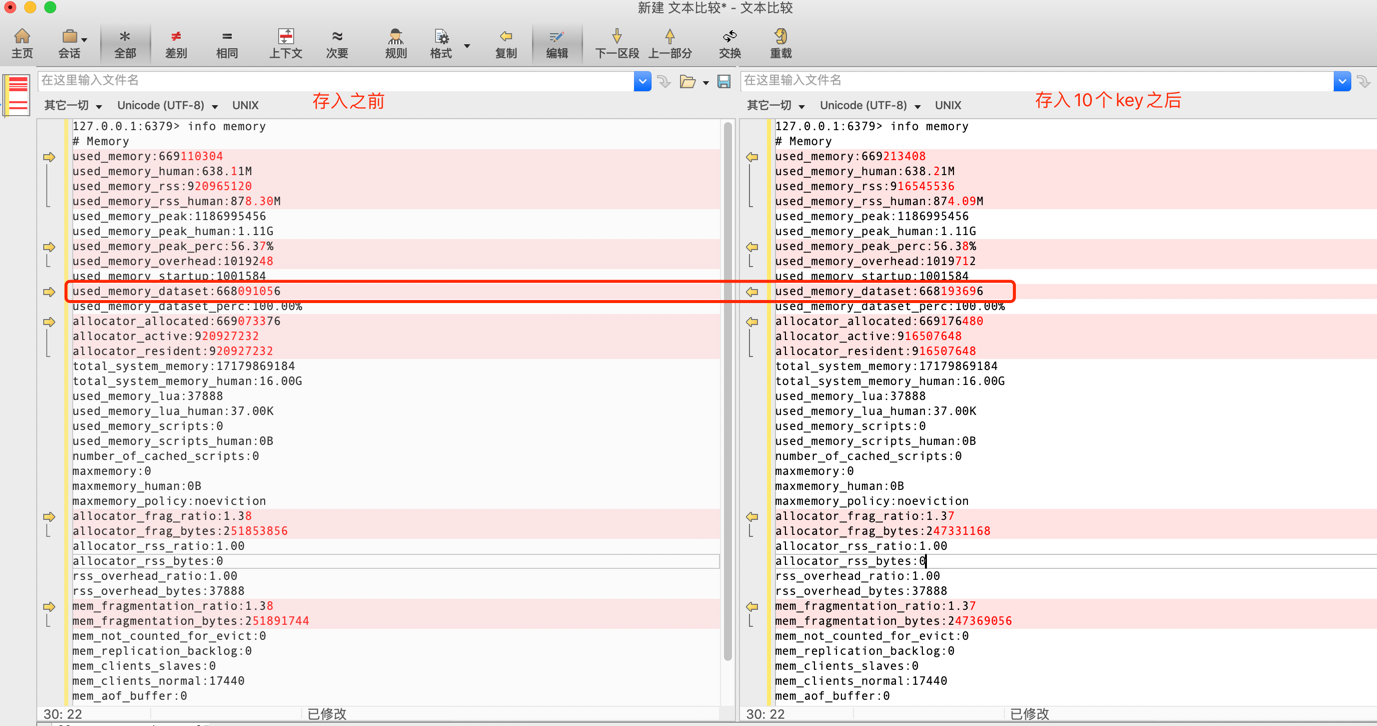 新建 文本比较* - 文本比较
主页 会话 全部 差别 相同 上下文 次要 规则 格式 复制 编辑 下一区段 上一部分 交换 重载
在这里输入文件名
在这里输入文件名
其它一切 Unicode (UTF-8) UNIX 存入之前
其它一切 Unicode (UTF-8) UNIX 存入10个key之后
127.0.0.1:6379> info memory
# Memory
used_memory:669110304
used_memory_human:638.11M
used_memory_rss:920965120
used_memory_rss_human:878.30M
used_memory_peak:1186995456
used_memory_peak_human:1.11G
used_memory_peak_perc:56.37%
used_memory_overhead:1019248
used_memory_startup:1001584
used_memory_dataset:668091056
used_memory_dataset_perc:100.00%
allocator_allocated:669073376
allocator_active:920927232
allocator_resident:920927232
total_system_memory:17179869184
total_system_memory_human:16.00G
used_memory_lua:37888
used_memory_lua_human:37.00K
used_memory_scripts:0
used_memory_scripts_human:0B
number_of_cached_scripts:0
maxmemory:0
maxmemory_human:0B
maxmemory_policy:noeviction
allocator_frag_ratio:1.38
allocator_frag_bytes:251853856
allocator_rss_ratio:1.00
allocator_rss_bytes:0
rss_overhead_ratio:1.00
rss_overhead_bytes:37888
mem_fragmentation_ratio:1.38
mem_fragmentation_bytes:251891744
mem_not_counted_for_evict:0
mem_replication_backlog:0
mem_clients_slaves:0
mem_clients_normal:17440
mem_aof_buffer:0
30: 22 已修改
127.0.0.1:6379> info memory
# Memory
used_memory:669213408
used_memory_human:638.21M
used_memory_rss:916545536
used_memory_rss_human:874.09M
used_memory_peak:1186995456
used_memory_peak_human:1.11G
used_memory_peak_perc:56.38%
used_memory_overhead:1019712
used_memory_startup:1001584
used_memory_dataset:668193696
used_memory_dataset_perc:100.00%
allocator_allocated:669176480
allocator_active:916507648
allocator_resident:916507648
total_system_memory:17179869184
total_system_memory_human:16.00G
used_memory_lua:37888
used_memory_lua_human:37.00K
used_memory_scripts:0
used_memory_scripts_human:0B
number_of_cached_scripts:0
maxmemory:0
maxmemory_human:0B
maxmemory_policy:noeviction
allocator_frag_ratio:1.37
allocator_frag_bytes:247331168
allocator_rss_ratio:1.00
allocator_rss_bytes:0
rss_overhead_ratio:1.00
rss_overhead_bytes:37888
mem_fragmentation_ratio:1.37
mem_fragmentation_bytes:247369056
mem_not_counted_for_evict:0
mem_replication_backlog:0
mem_clients_slaves:0
mem_clients_normal:17440
mem_aof_buffer:0
30: 22 已修改